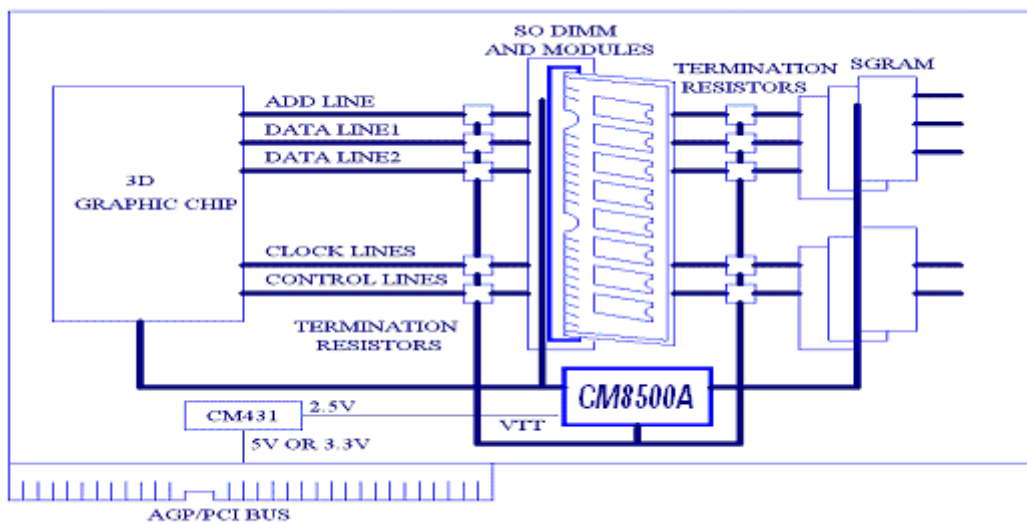 SO DIMM
AND MODULES
TERMINATION
RESISTORS
SGRAM
ADD LINE
DATA LINE1
DATA LINE2
3D
GRAPHIC CHIP
CLOCK LINES
CONTROL LINES
TERMINATION
RESISTORS
CM8500A
CM431
2.5V
VTT
5V OR 3.3V
AGP/PCI BUS